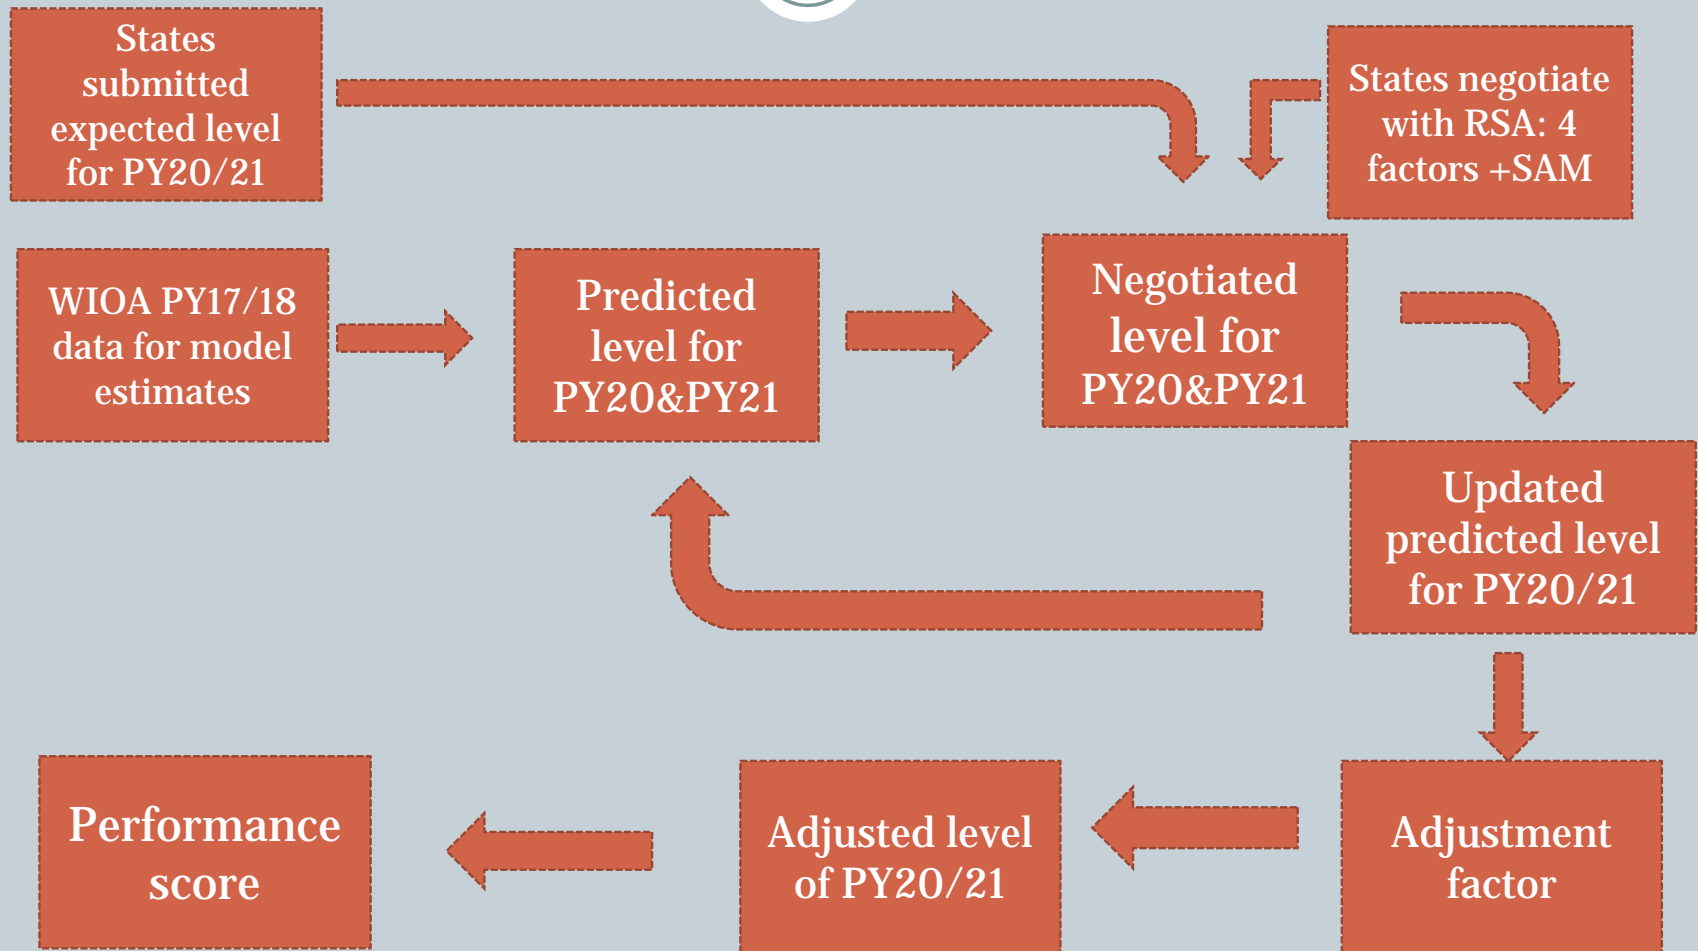 States
submitted
expected level
for PY20/21
States negotiate
with RSA: 4
factors +SAM
WIOA PY17/18
data for model
estimates
Predicted
level for
PY20&PY21
Negotiated
level for
PY20&PY21
Updated
predicted level
for PY20/21
Performance
score
Adjusted level
of PY20/21
Adjustment
factor